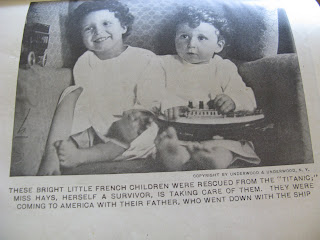 COPYRIGHT BY UNDERWOOD & UNDERWOOD, N. Y.
THESE BRIGHT LITTLE FRENCH CHILDREN WERE RESCUED FROM THE "TITANIC;"
MISS HAYS, HERSELF A SURVIVOR, IS TAKING CARE OF THEM. THEY WERE
COMING TO AMERICA WITH THEIR FATHER, WHO WENT DOWN WITH THE SHIP